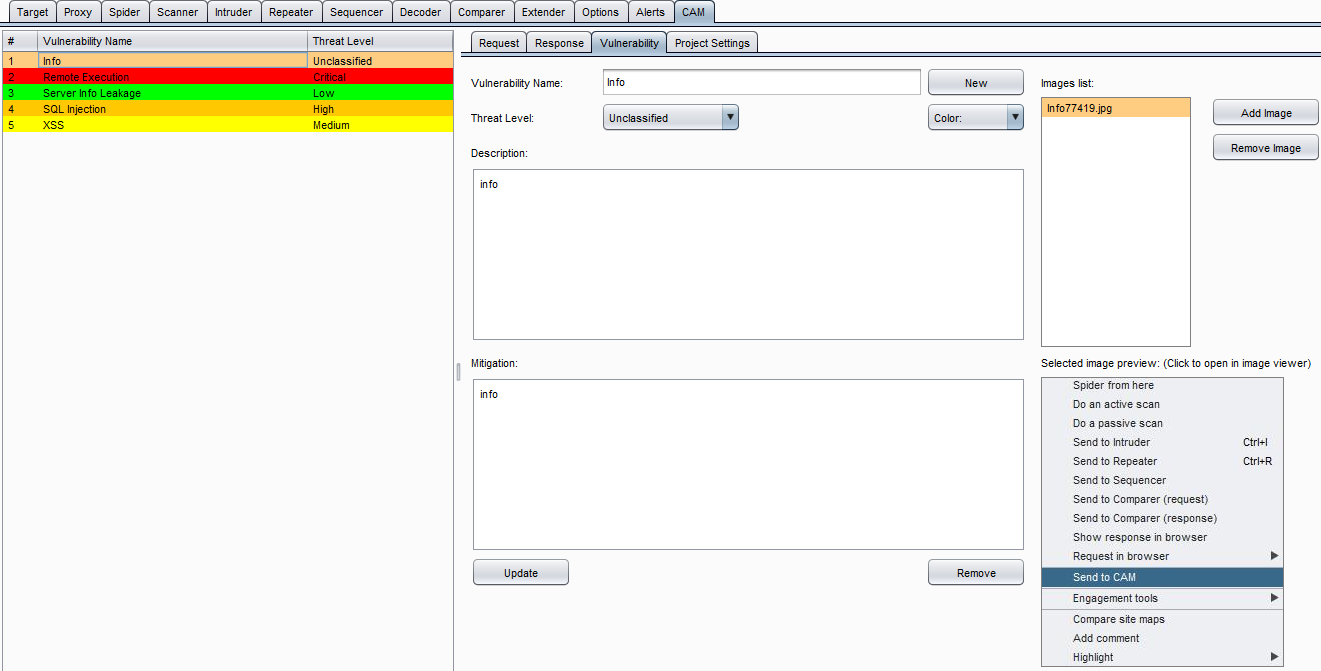 Target Proxy Spider Scanner Intruder Repeater Sequencer Decoder Comparer Extender Options Alerts CAM
# Vulnerability Name Threat Level
1 Info Unclassified
2 Remote Execution Critical
3 Server Info Leakage Low
4 SQL Injection High
5 XSS Medium
Request Response Vulnerability Project Settings
Vulnerability Name: Info New
Threat Level: Unclassified Color:
Description:
info
Mitigation:
info
Update Remove
Images list:
Info77419.jpg
Add Image
Remove Image
Selected image preview: (Click to open in image viewer)
Spider from here
Do an active scan
Do a passive scan
Send to Intruder Ctrl+I
Send to Repeater Ctrl+R
Send to Sequencer
Send to Comparer (request)
Send to Comparer (response)
Show response in browser
Request in browser
Send to CAM
Engagement tools
Compare site maps
Add comment
Highlight